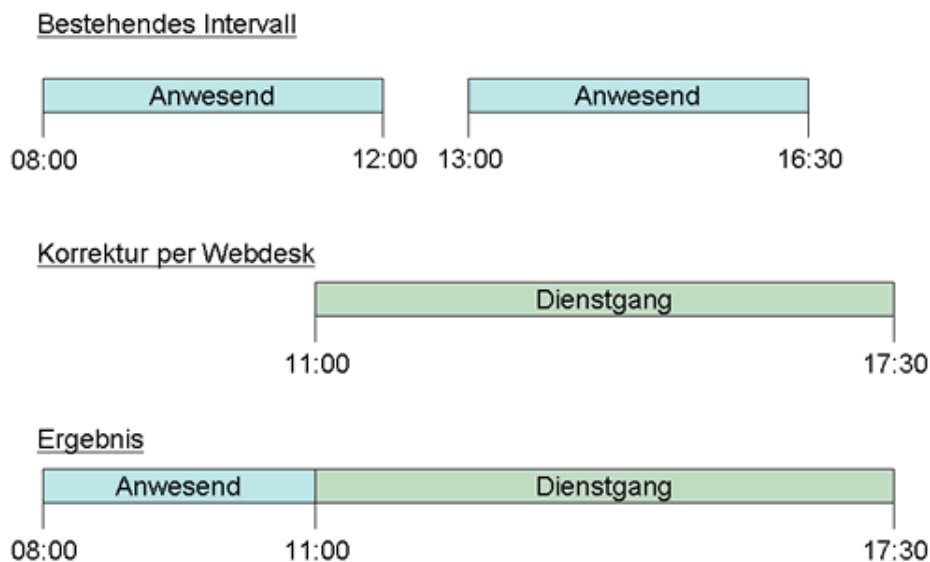 Bestehendes Intervall
Anwesend Anwesend
08:00 12:00 13:00 16:30
Korrektur per Webdesk
Dienstgang
11:00 17:30
Ergebnis
Anwesend Dienstgang
08:00 11:00 17:30